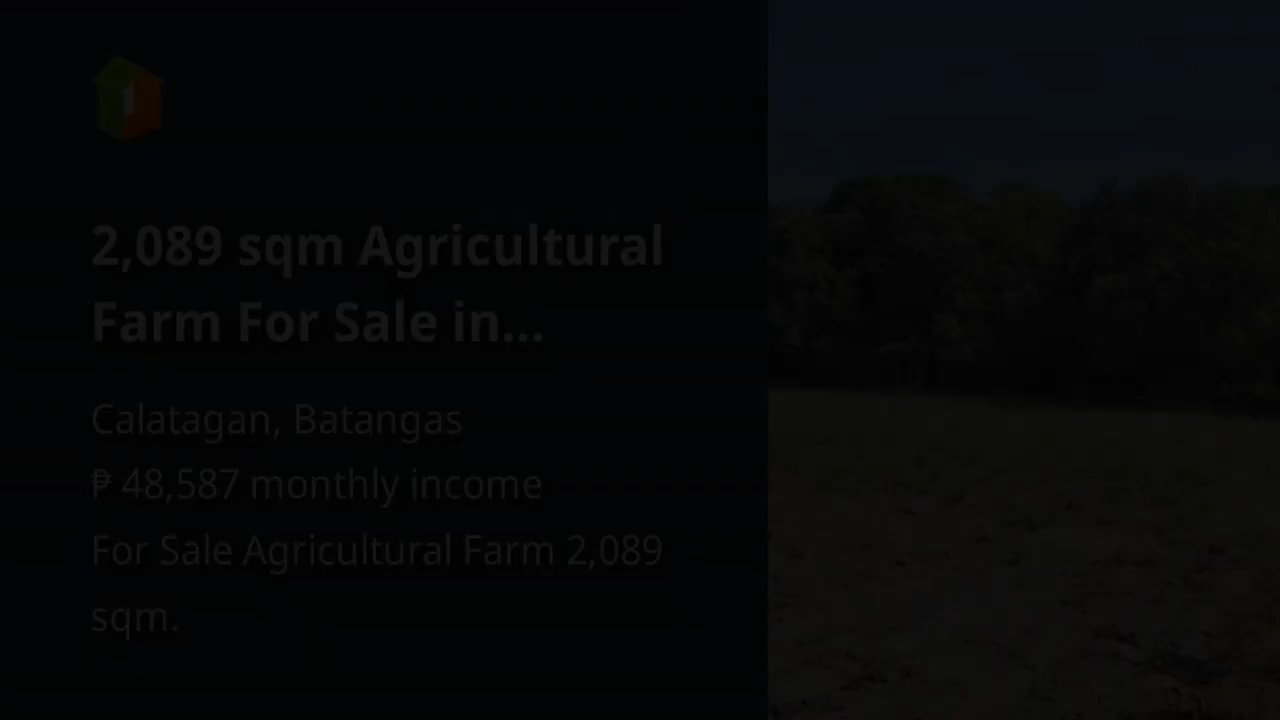 1
2,089 sqm Agricultural
Farm For Sale in...
Calatagan, Batangas
₱ 48,587 monthly income
For Sale Agricultural Farm 2,089
sqm.